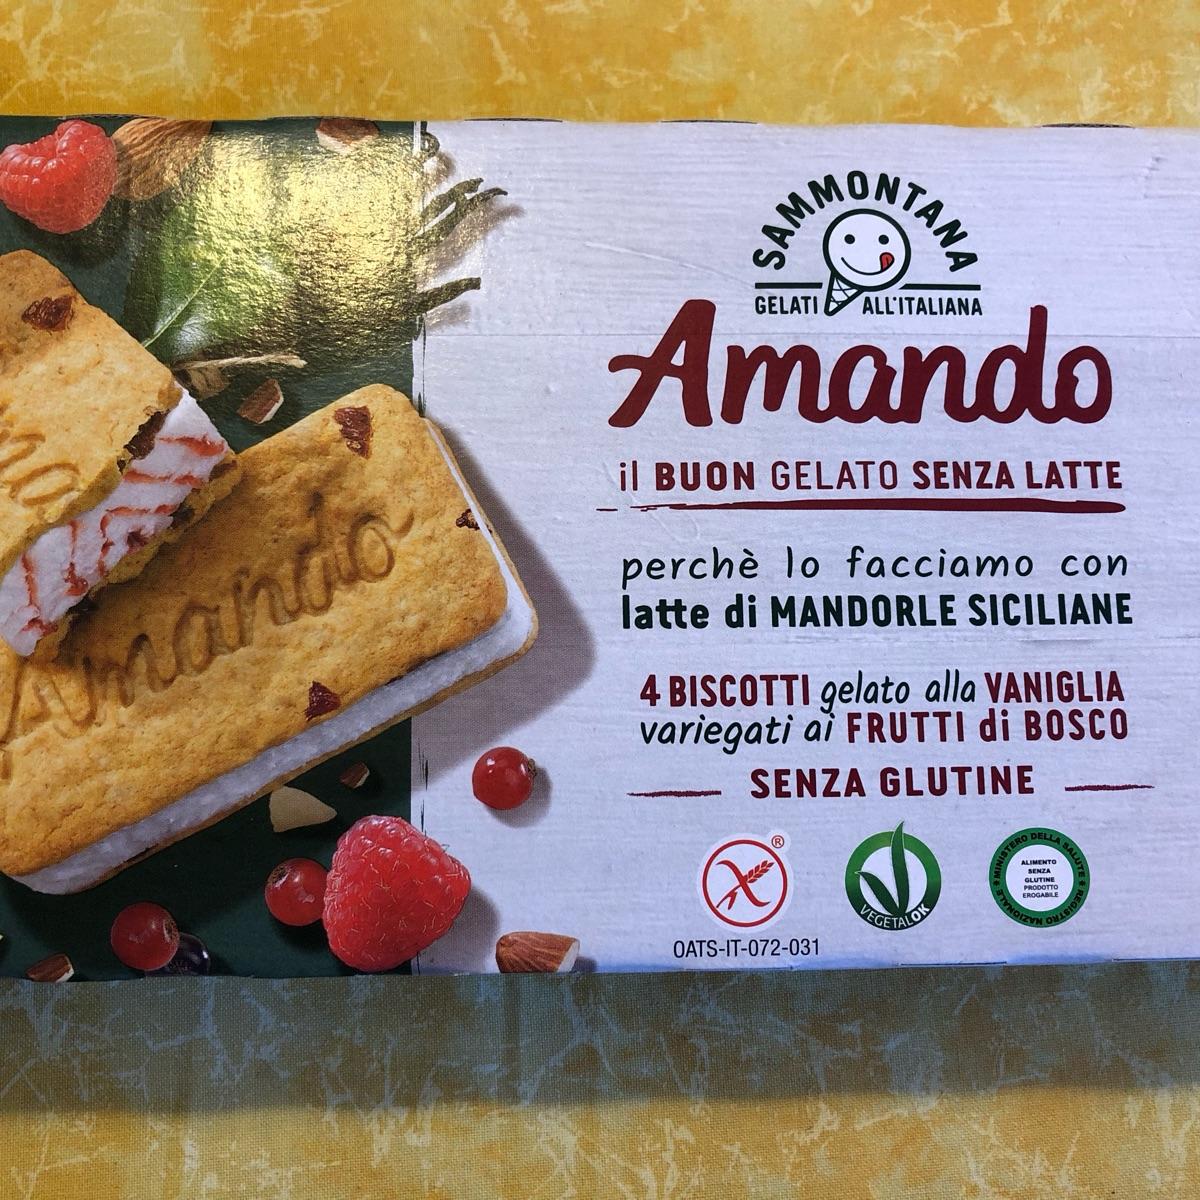 SAMMONTANA
GELATI ALL'ITALIANA
Amando
il BUON GELATO SENZA LATTE
perchè lo facciamo con
latte di MANDORLE SICILIANE
4 BISCOTTI gelato alla VANIGLIA
variegati ai FRUTTI di BOSCO
SENZA GLUTINE
®
VEGETALOK
MINISTERO DELLA SALUTE
REGISTRO NAZIONALE
ALIMENTO
SENZA
GLUTINE
PRODOTTO
EROGABILE
OATS-IT-072-031
Amando